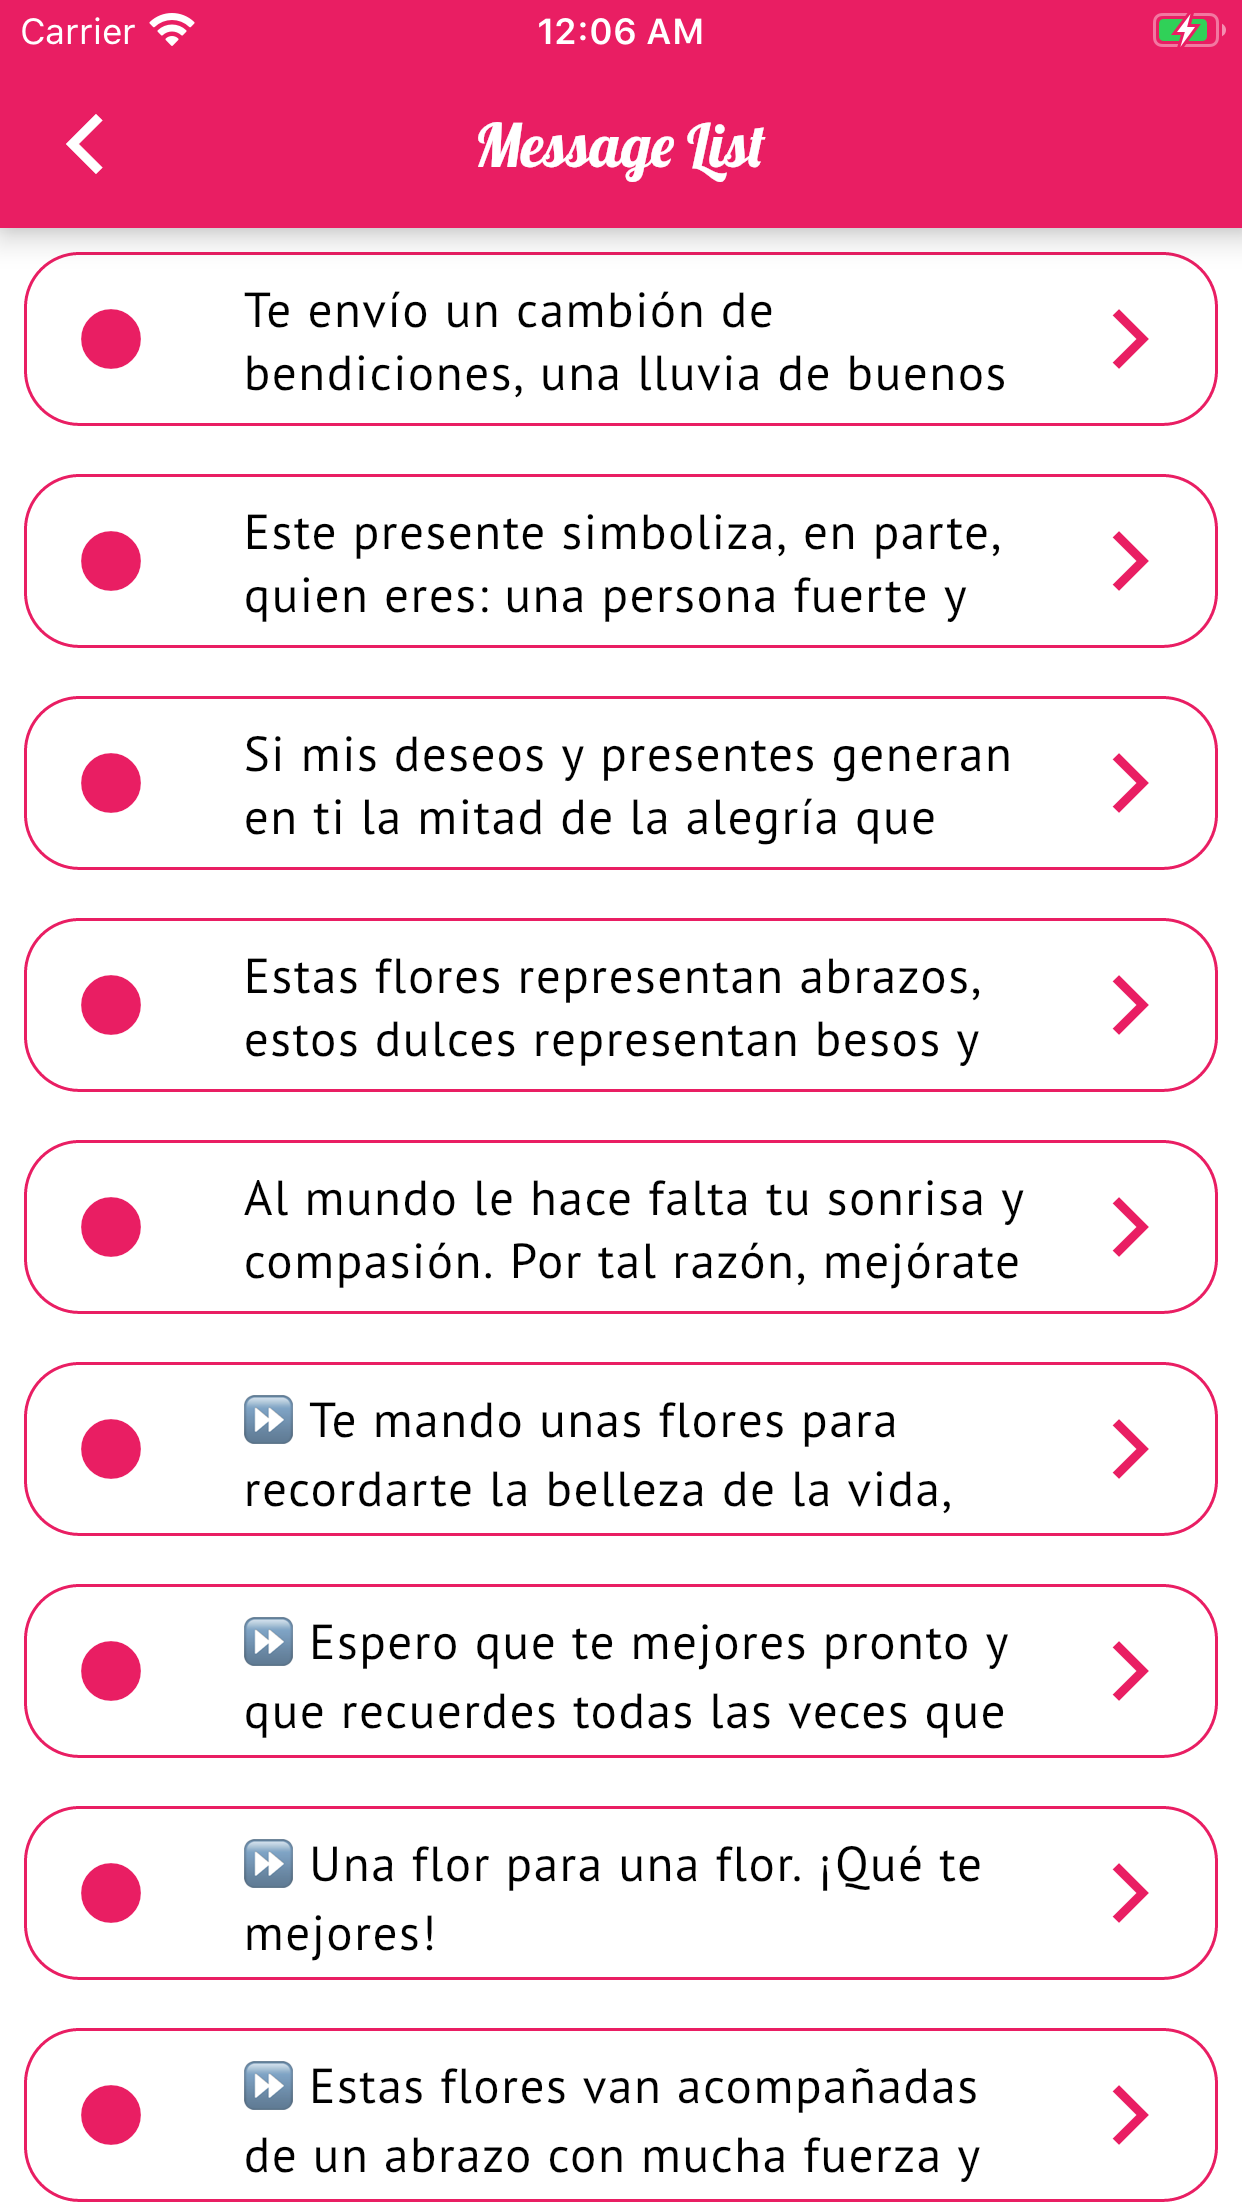 Carrier
12:06 AM
Message List
Te envío un cambión de
bendiciones, una lluvia de buenos
Este presente simboliza, en parte,
quien eres: una persona fuerte y
Si mis deseos y presentes generan
en ti la mitad de la alegría que
Estas flores representan abrazos,
estos dulces representan besos y
Al mundo le hace falta tu sonrisa y
compasión. Por tal razón, mejórate
⏩ Te mando unas flores para
recordarte la belleza de la vida,
⏩ Espero que te mejores pronto y
que recuerdes todas las veces que
⏩ Una flor para una flor. ¡Qué te
mejores!
⏩ Estas flores van acompañadas
de un abrazo con mucha fuerza y